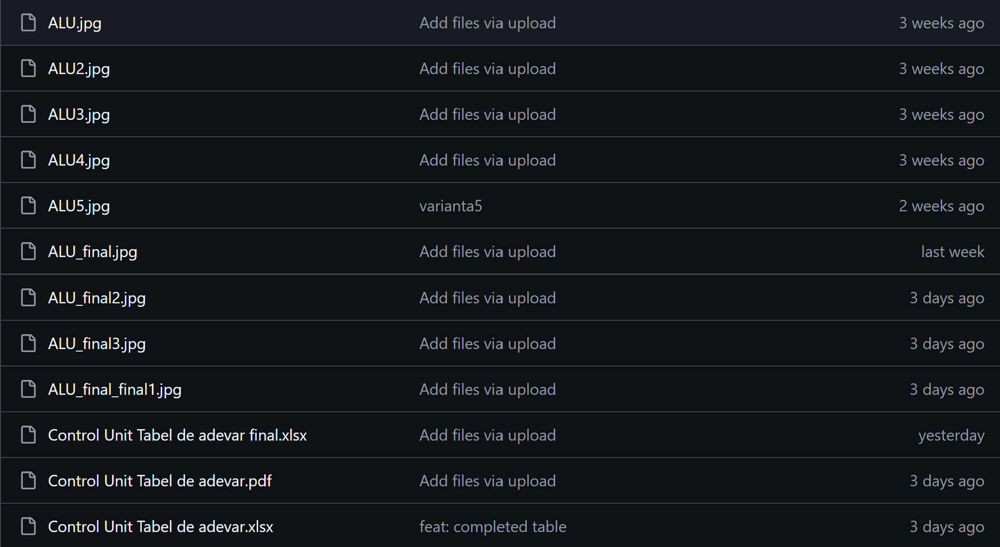 ALU.jpg Add files via upload 3 weeks ago
ALU2.jpg Add files via upload 3 weeks ago
ALU3.jpg Add files via upload 3 weeks ago
ALU4.jpg Add files via upload 3 weeks ago
ALU5.jpg varianta5 2 weeks ago
ALU_final.jpg Add files via upload last week
ALU_final2.jpg Add files via upload 3 days ago
ALU_final3.jpg Add files via upload 3 days ago
ALU_final_final1.jpg Add files via upload 3 days ago
Control Unit Tabel de adevar final.xlsx Add files via upload yesterday
Control Unit Tabel de adevar.pdf Add files via upload 3 days ago
Control Unit Tabel de adevar.xlsx feat: completed table 3 days ago